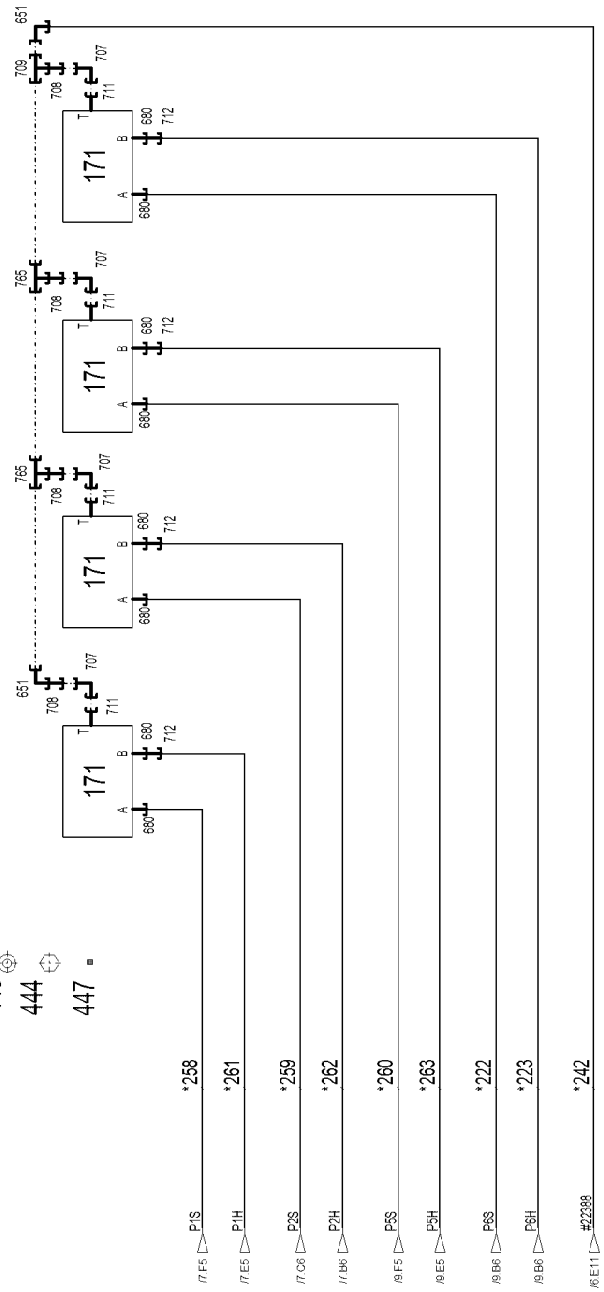 444
447
651
708
707
711
T
171
A
B
680
680
712
765
708
707
711
T
171
A
B
680
680
712
765
708
707
711
T
171
A
B
680
680
712
709
651
708
707
711
T
171
A
B
680
680
712
/7.F5 P1S *258
/7.E5 P1H *261
/7.C6 P2S *259
/7.B6 P2H *262
/9.F5 P5S *260
/9.E5 P5H *263
/9.B6 P6S *222
/9.B6 P6H *223
/6.E11 #22388 *242